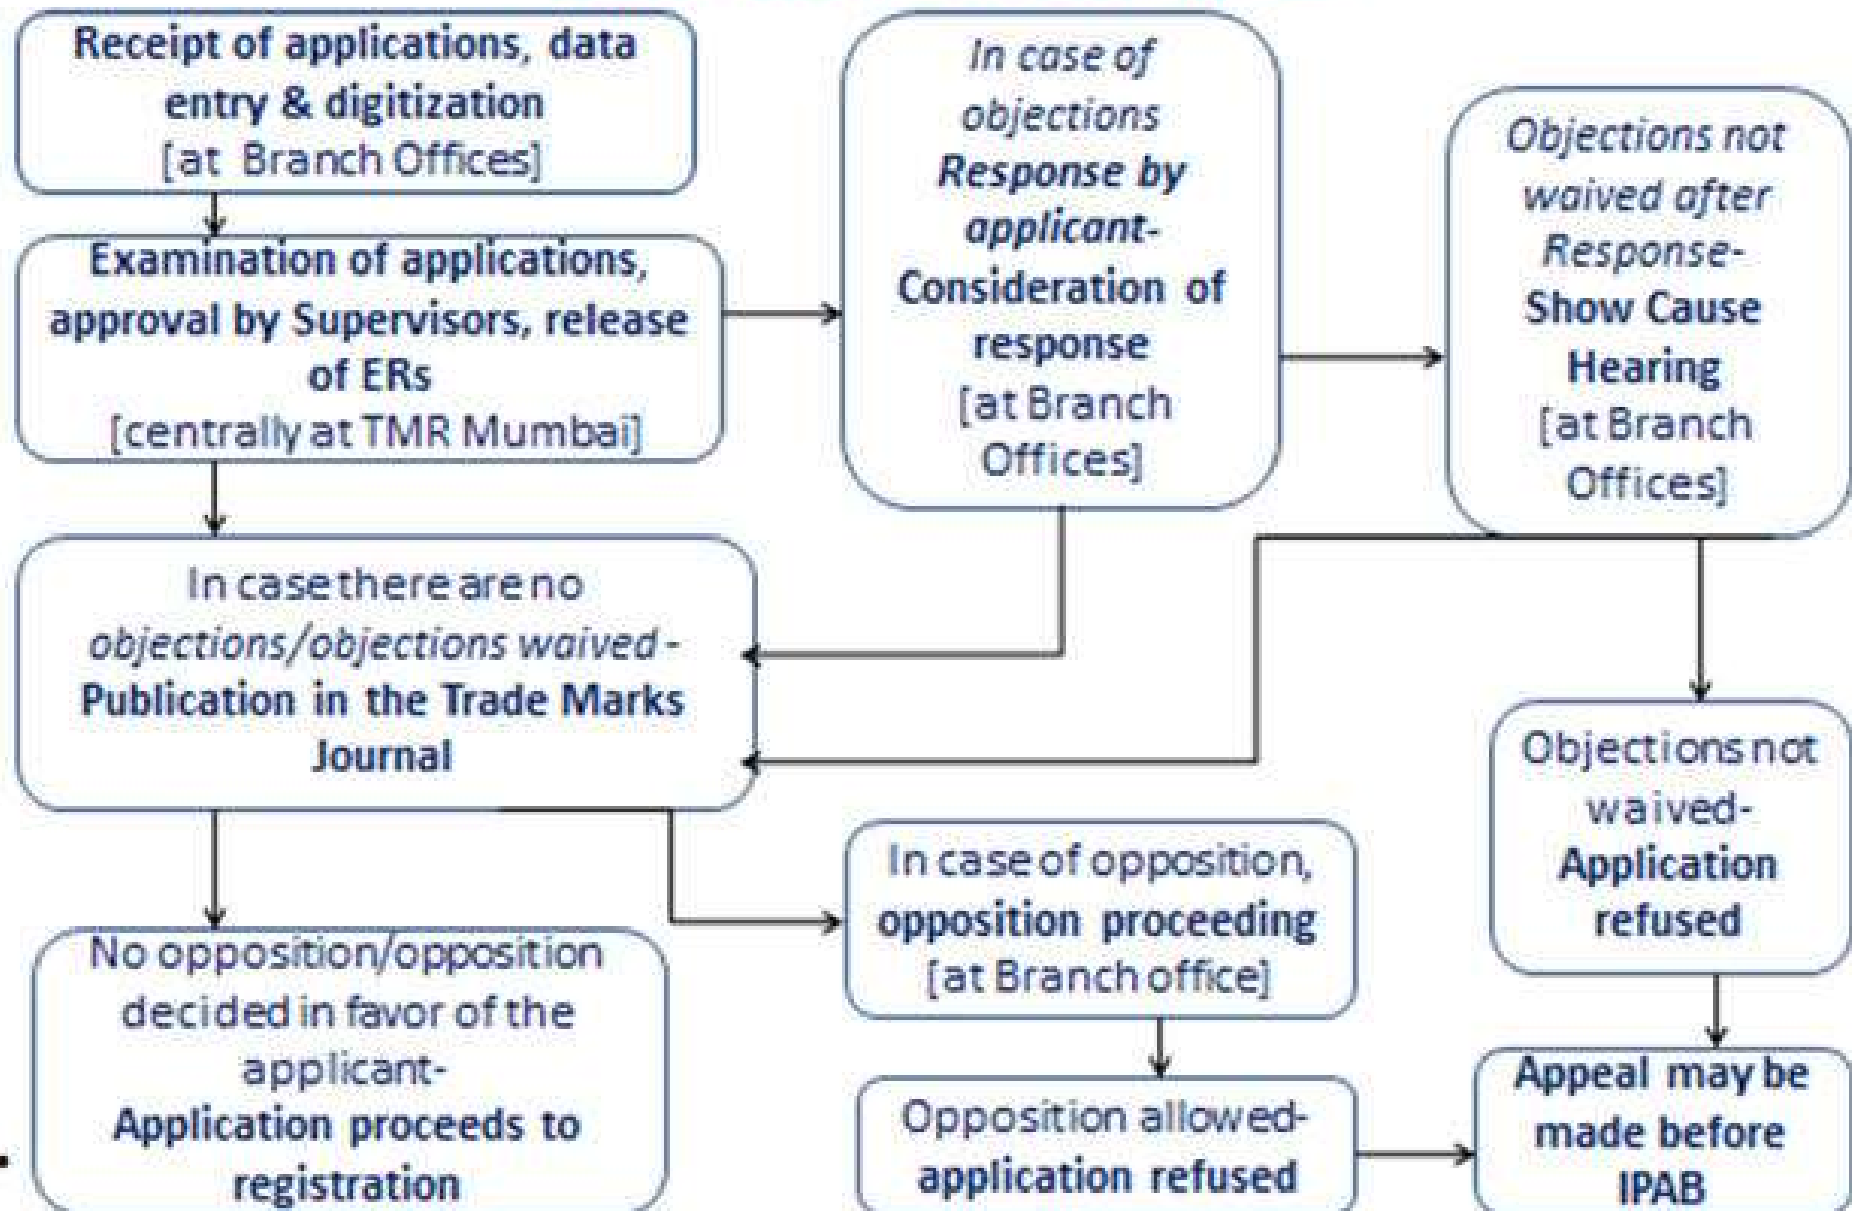 Receipt of applications, data
entry & digitization
[at Branch Offices]
Examination of applications,
approval by Supervisors, release
of ERs
[centrally at TMR Mumbai]
In case of
objections
Response by
applicant-
Consideration of
response
[at Branch
Offices]
Objections not
waived after
Response-
Show Cause
Hearing
[at Branch
Offices]
In case there are no
objections/objections waived -
Publication in the Trade Marks
Journal
Objections not
waived-
Application
refused
In case of opposition,
opposition proceeding
[at Branch office]
No opposition/opposition
decided in favor of the
applicant-
Application proceeds to
registration
Opposition allowed-
application refused
Appeal may be
made before
IPAB